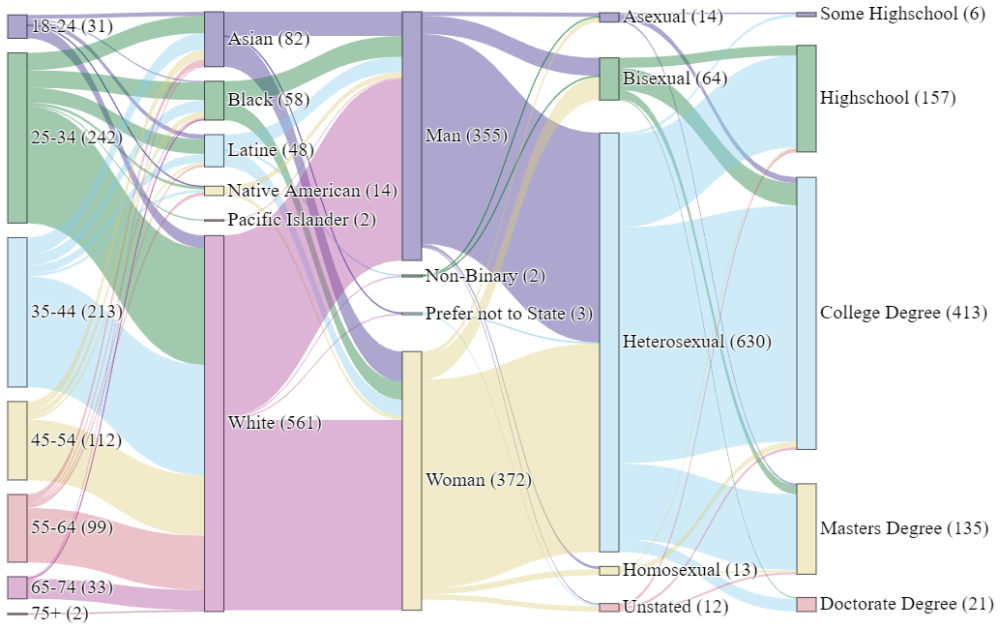 18-24 (31)
25-34 (242)
35-44 (213)
45-54 (112)
55-64 (99)
65-74 (33)
75+ (2)
Asian (82)
Black (58)
Latine (48)
Native American (14)
Pacific Islander (2)
White (561)
Man (355)
Non-Binary (2)
Prefer not to State (3)
Woman (372)
Asexual (14)
Bisexual (64)
Heterosexual (630)
Homosexual (13)
Unstated (12)
Some Highschool (6)
Highschool (157)
College Degree (413)
Masters Degree (135)
Doctorate Degree (21)